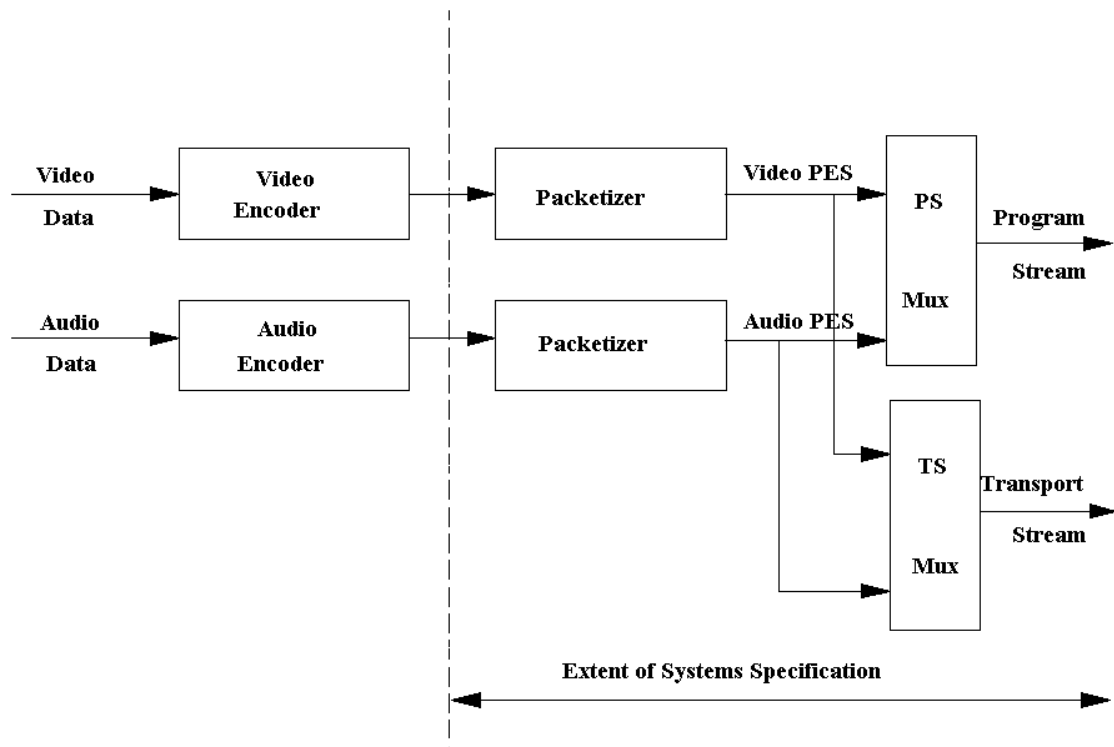 Video
Data
Video
Encoder
Packetizer
Video PES
PS
Mux
Program
Stream
Audio
Data
Audio
Encoder
Packetizer
Audio PES
TS
Mux
Transport
Stream
Extent of Systems Specification